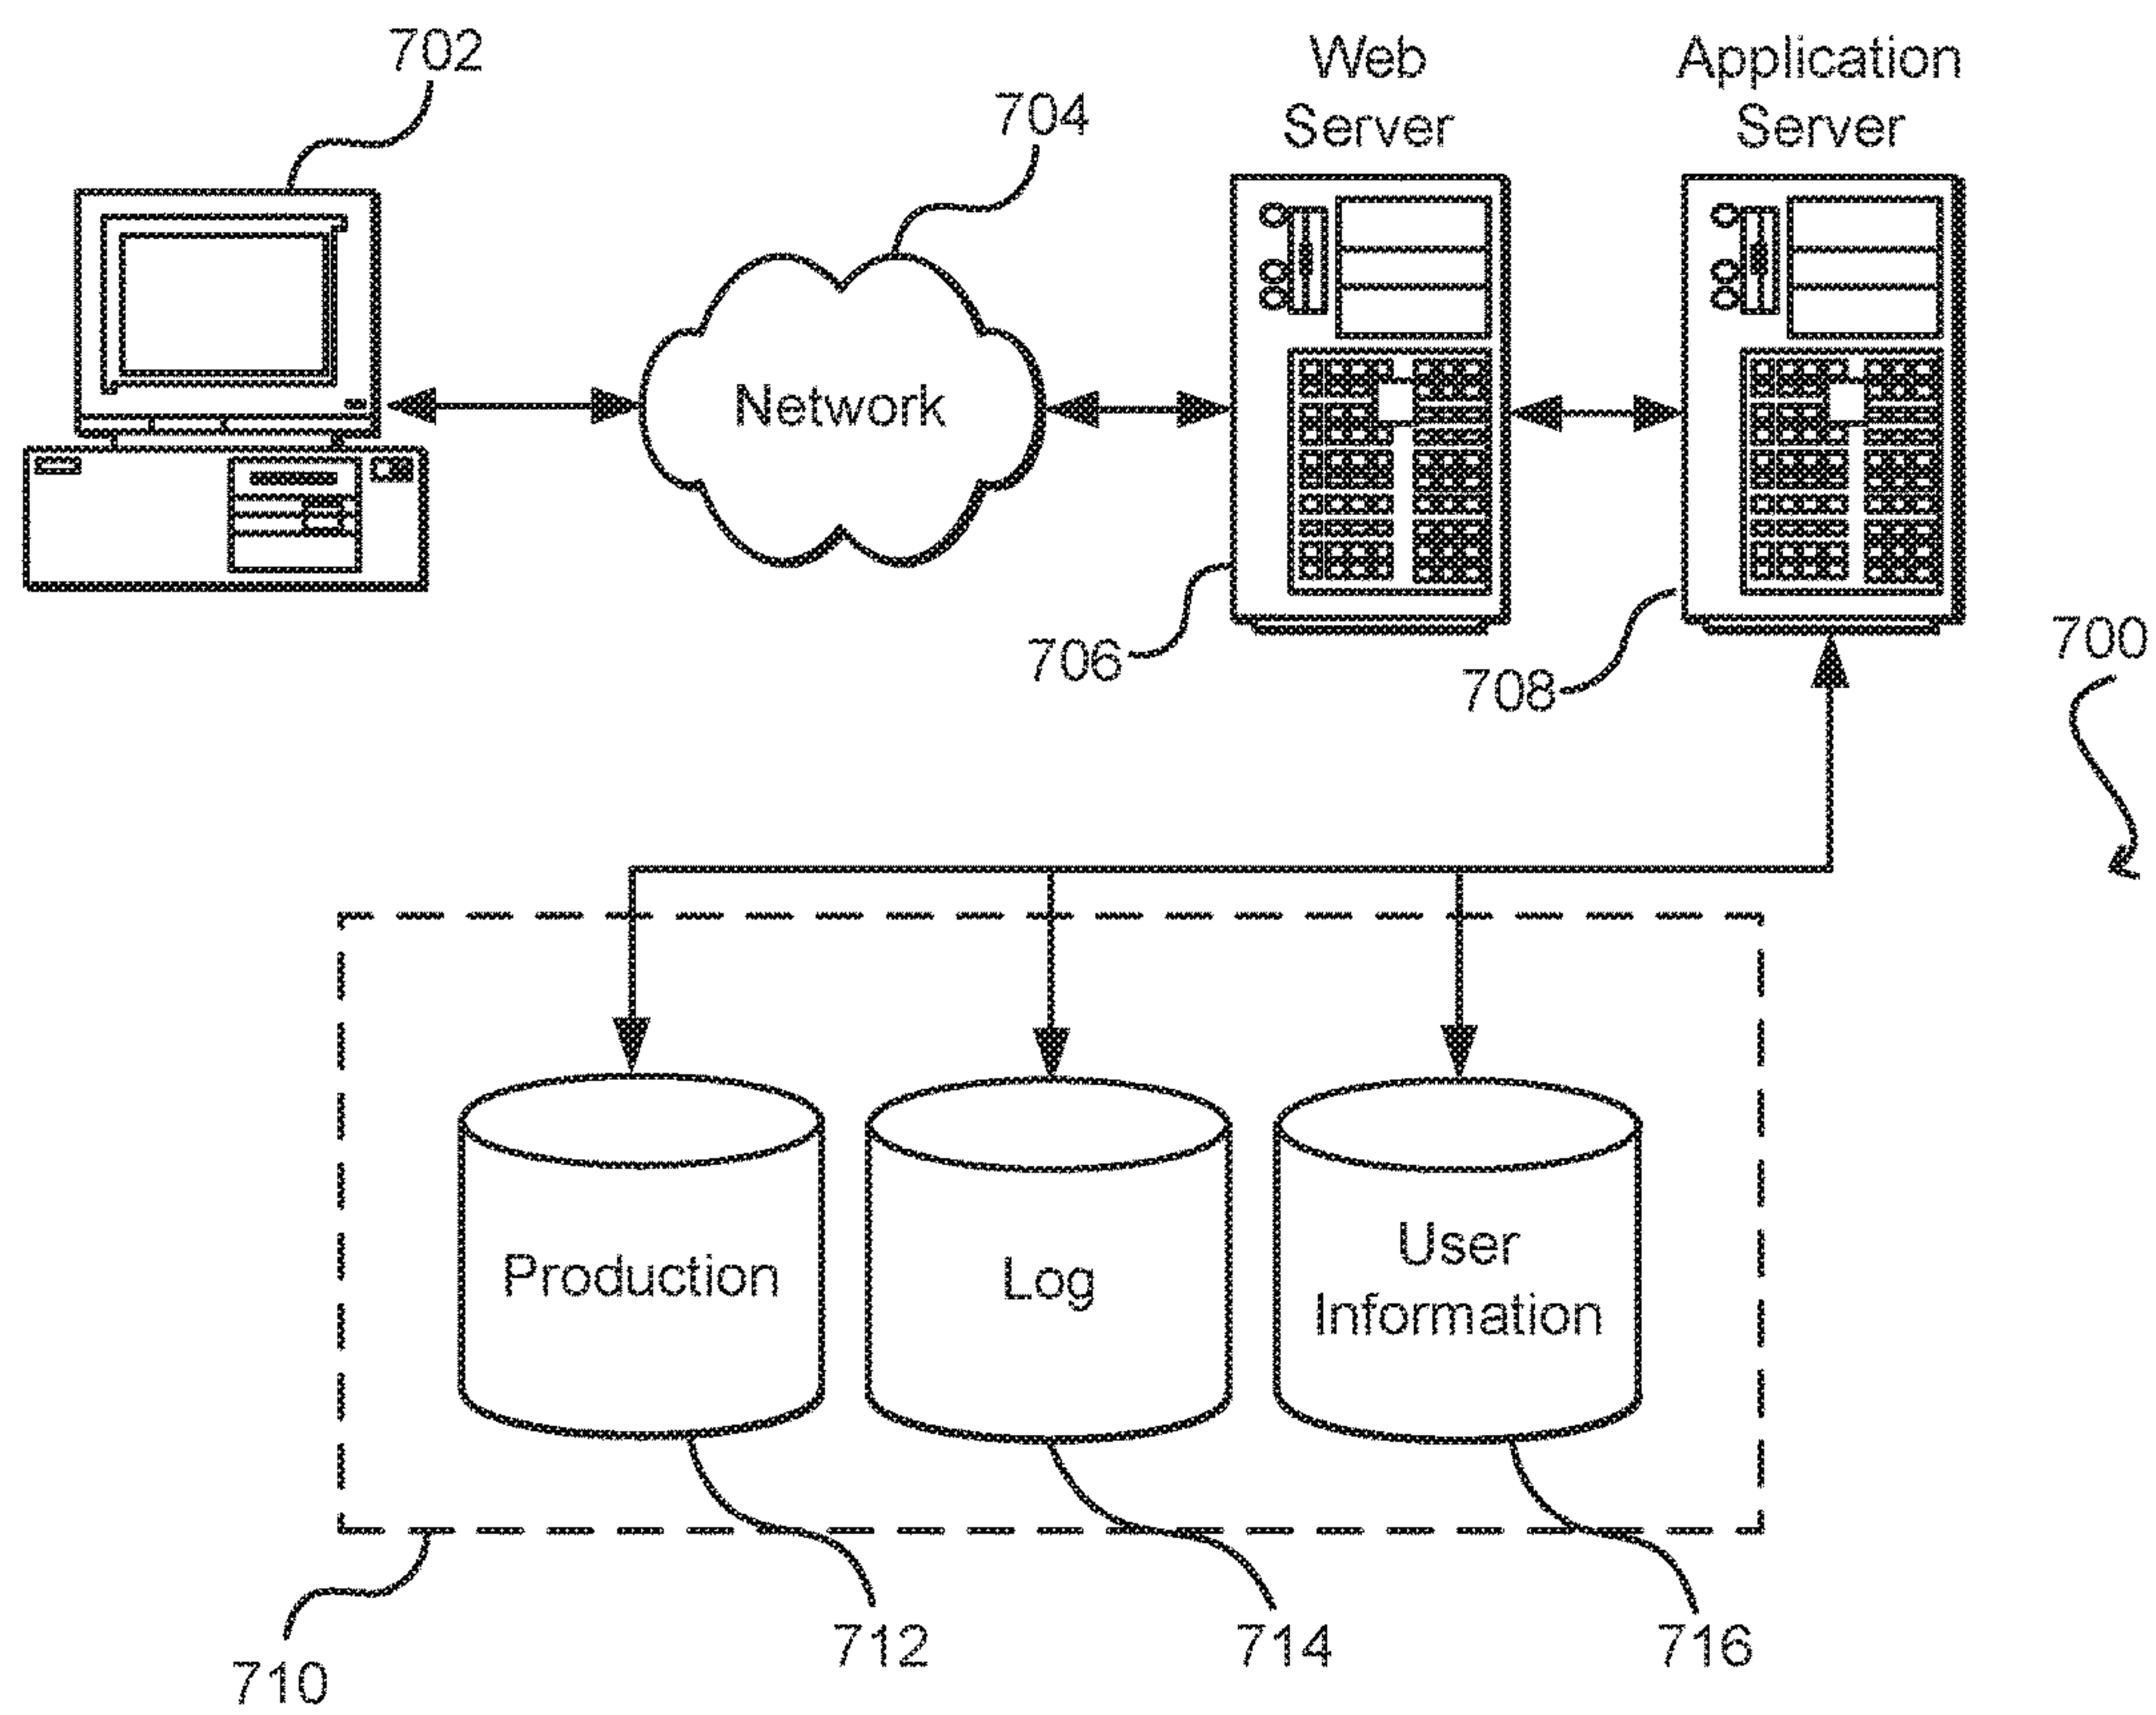 702
704
Web
Server
Application
Server
Network
706
708
700
Production
Log
User
Information
710
712
714
716